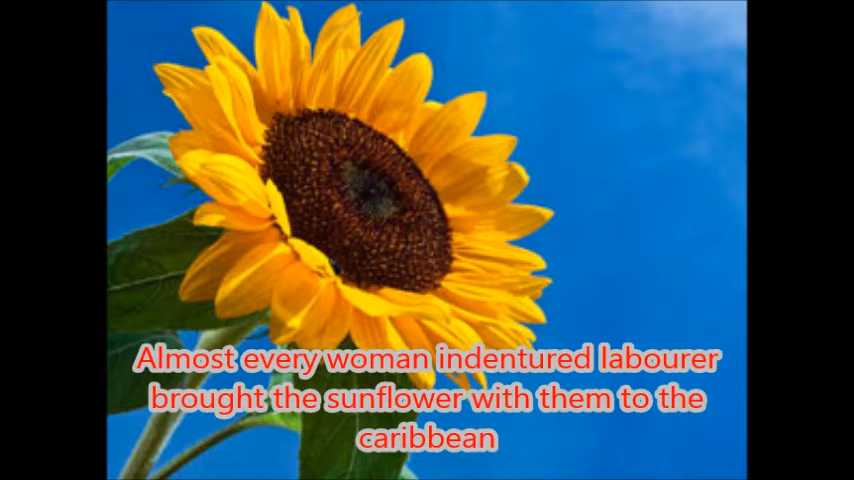 Almost every woman indentured labourer
brought the sunflower with them to the
caribbean